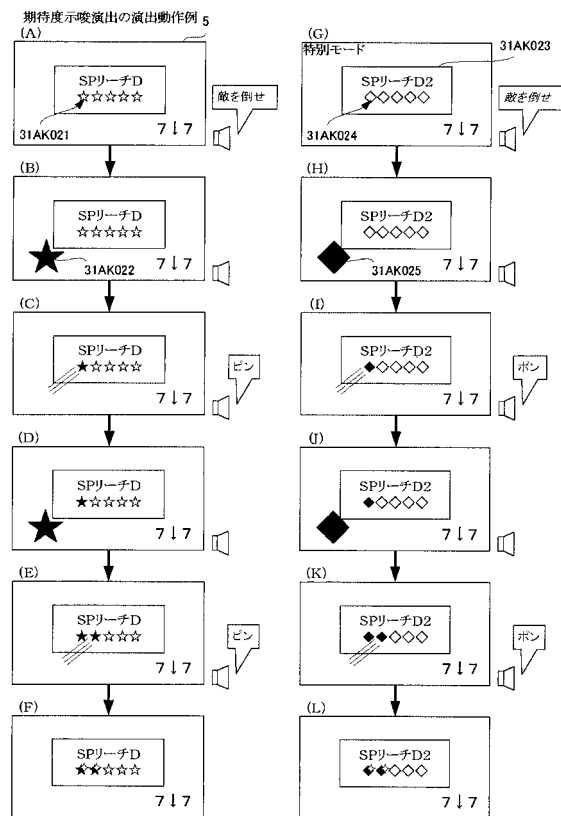 期待度示唆演出の演出動作例 5
(A)
SPリーチD
☆☆☆☆☆
31AK021
7↓7
敵を倒せ
(B)
SPリーチD
☆☆☆☆☆
31AK022
7↓7
(C)
SPリーチD
★☆☆☆☆
7↓7
ピン
(D)
SPリーチD
★☆☆☆☆
7↓7
(E)
SPリーチD
★★☆☆☆
7↓7
ピン
(F)
SPリーチD
★★☆☆☆
7↓7
(G)
特別モード
31AK023
SPリーチD2
◇◇◇◇◇
31AK024
7↓7
敵を倒せ
(H)
SPリーチD2
◇◇◇◇◇
31AK025
7↓7
(I)
SPリーチD2
◆◇◇◇◇
7↓7
ポン
(J)
SPリーチD2
◆◇◇◇◇
7↓7
(K)
SPリーチD2
◆◆◇◇◇
7↓7
ポン
(L)
SPリーチD2
◆◆◇◇◇
7↓7